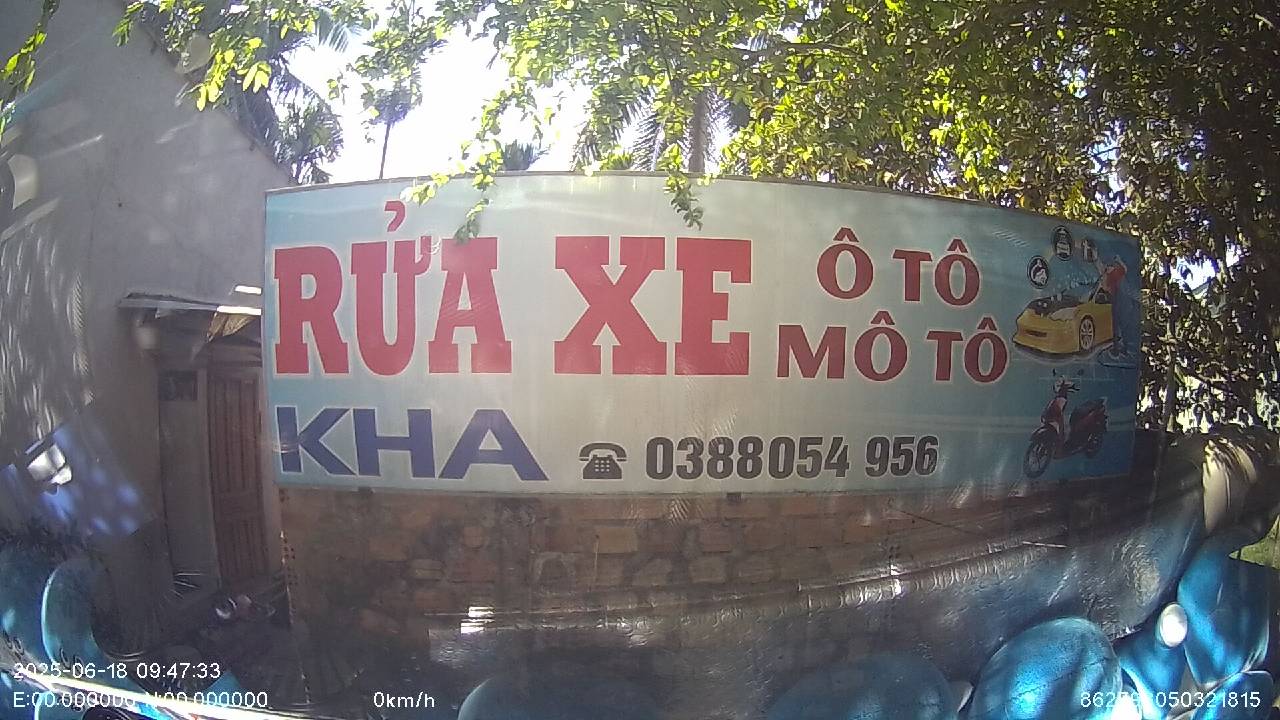 RỬA XE
Ô TÔ
MÔ TÔ
KHA
0388054 956
2025-06-18 09:47:33
0km/h